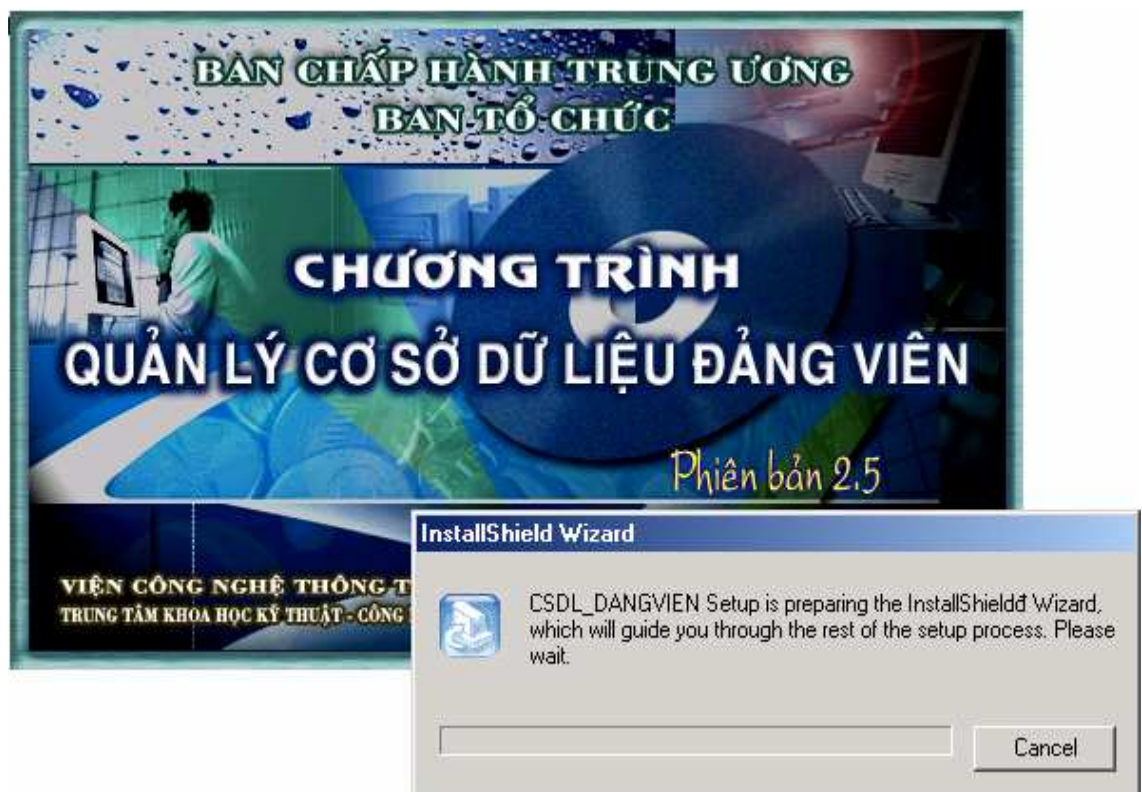 BAN CHẤP HÀNH TRUNG ƯƠNG
BAN TỔ CHỨC
CHƯƠNG TRÌNH
QUẢN LÝ CƠ SỞ DỮ LIỆU ĐẢNG VIÊN
Phiên bản 2.5
VIỆN CÔNG NGHỆ THÔNG T
TRUNG TÂM KHOA HỌC KỸ THUẬT - CÔNG
InstallShield Wizard
CSDL_DANGVIEN Setup is preparing the InstallShieldđ Wizard,
which will guide you through the rest of the setup process. Please
wait.
Cancel